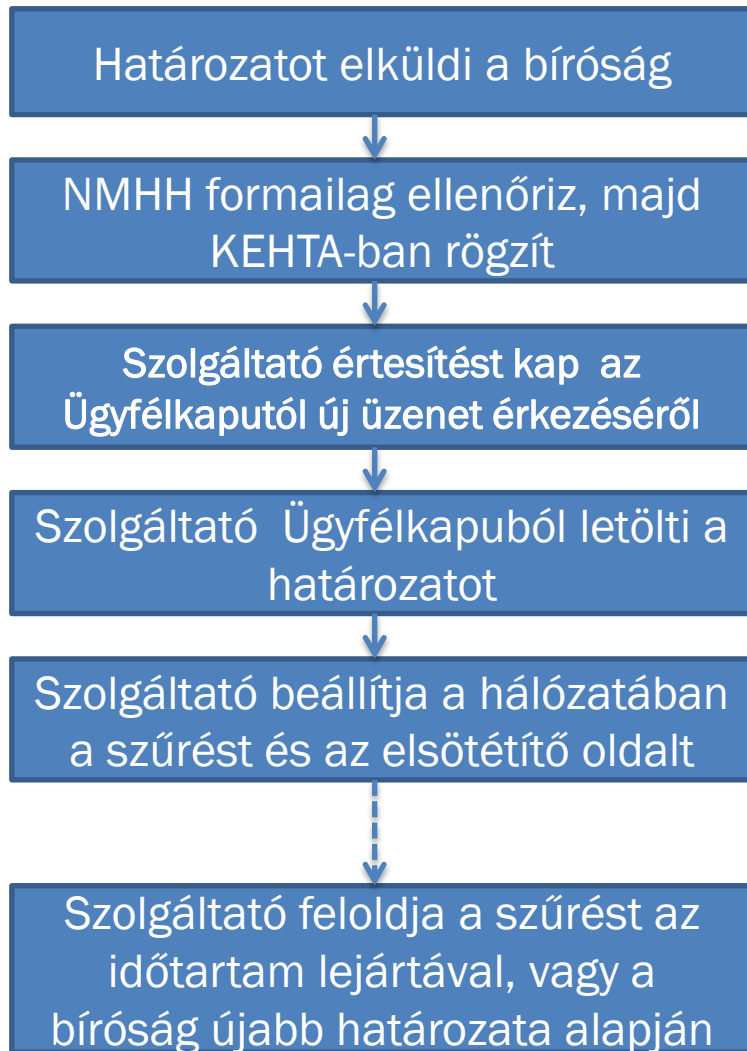 Határozatot elküldi a bíróság
NMHH formailag ellenőriz, majd
KEHTA-ban rögzít
Szolgáltató értesítést kap az
Ügyfélkaputól új üzenet érkezéséről
Szolgáltató Ügyfélkapuból letölti a
határozatot
Szolgáltató beállítja a hálózatában
a szűrést és az elsötétítő oldalt
Szolgáltató feloldja a szűrést az
időtartam lejártával, vagy a
bíróság újabb határozata alapján